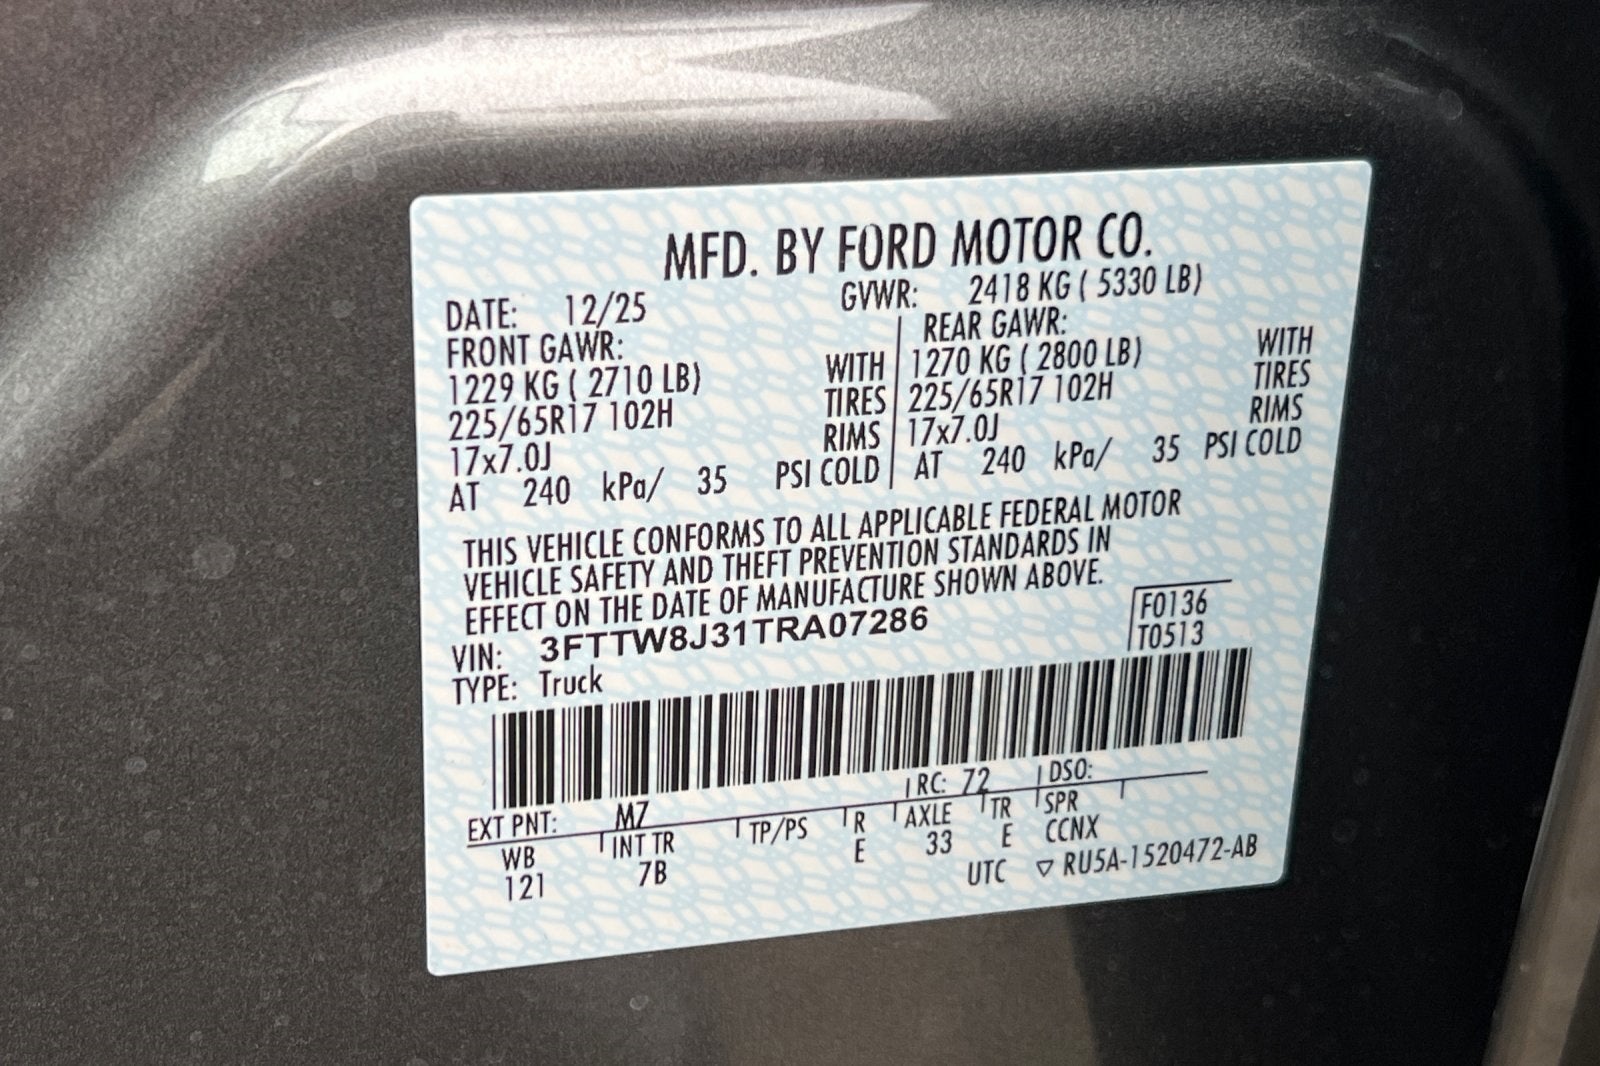 MFD. BY FORD MOTOR CO.
DATE: 12/25 GVWR: 2418 KG ( 5330 LB)
FRONT GAWR: REAR GAWR:
1229 KG ( 2710 LB) WITH 1270 KG ( 2800 LB) WITH
225/65R17 102H TIRES 225/65R17 102H TIRES
17x7.0J RIMS 17x7.0J RIMS
AT 240 kPa/ 35 PSI COLD AT 240 kPa/ 35 PSI COLD
THIS VEHICLE CONFORMS TO ALL APPLICABLE FEDERAL MOTOR
VEHICLE SAFETY AND THEFT PREVENTION STANDARDS IN
EFFECT ON THE DATE OF MANUFACTURE SHOWN ABOVE.
VIN: 3FTTW8J31TRA07286 F0136
TYPE: Truck T0513
EXT PNT: MZ RC: 72 DSO:
WB INT TR TP/PS R AXLE TR SPR
121 7B E 33 E CCNX
UTC ▽ RU5A-1520472-AB